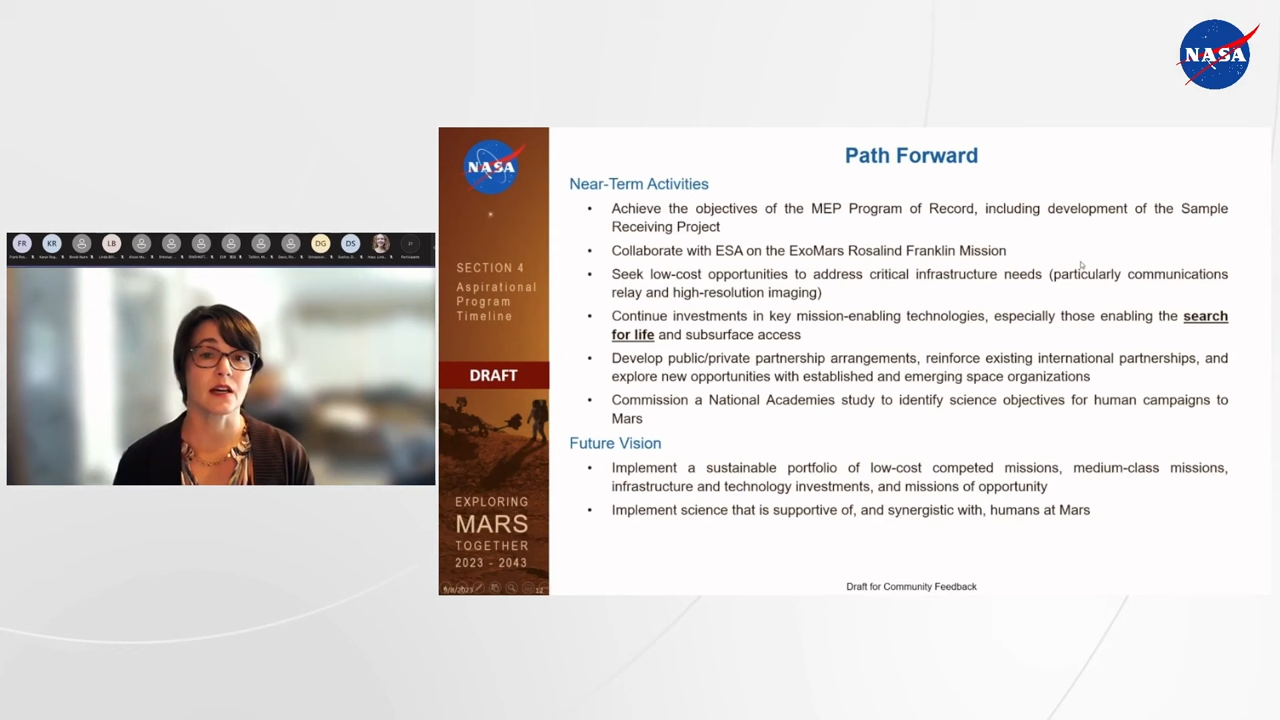 NASA
FR KR LB DG DS
NASA
SECTION 4
Aspirational
Program
Timeline
DRAFT
EXPLORING
MARS
TOGETHER
2023 - 2043
12
Path Forward
Near-Term Activities
• Achieve the objectives of the MEP Program of Record, including development of the Sample
Receiving Project
• Collaborate with ESA on the ExoMars Rosalind Franklin Mission
• Seek low-cost opportunities to address critical infrastructure needs (particularly communications
relay and high-resolution imaging)
• Continue investments in key mission-enabling technologies, especially those enabling the search
for life and subsurface access
• Develop public/private partnership arrangements, reinforce existing international partnerships, and
explore new opportunities with established and emerging space organizations
• Commission a National Academies study to identify science objectives for human campaigns to
Mars
Future Vision
• Implement a sustainable portfolio of low-cost competed missions, medium-class missions,
infrastructure and technology investments, and missions of opportunity
• Implement science that is supportive of, and synergistic with, humans at Mars
Draft for Community Feedback